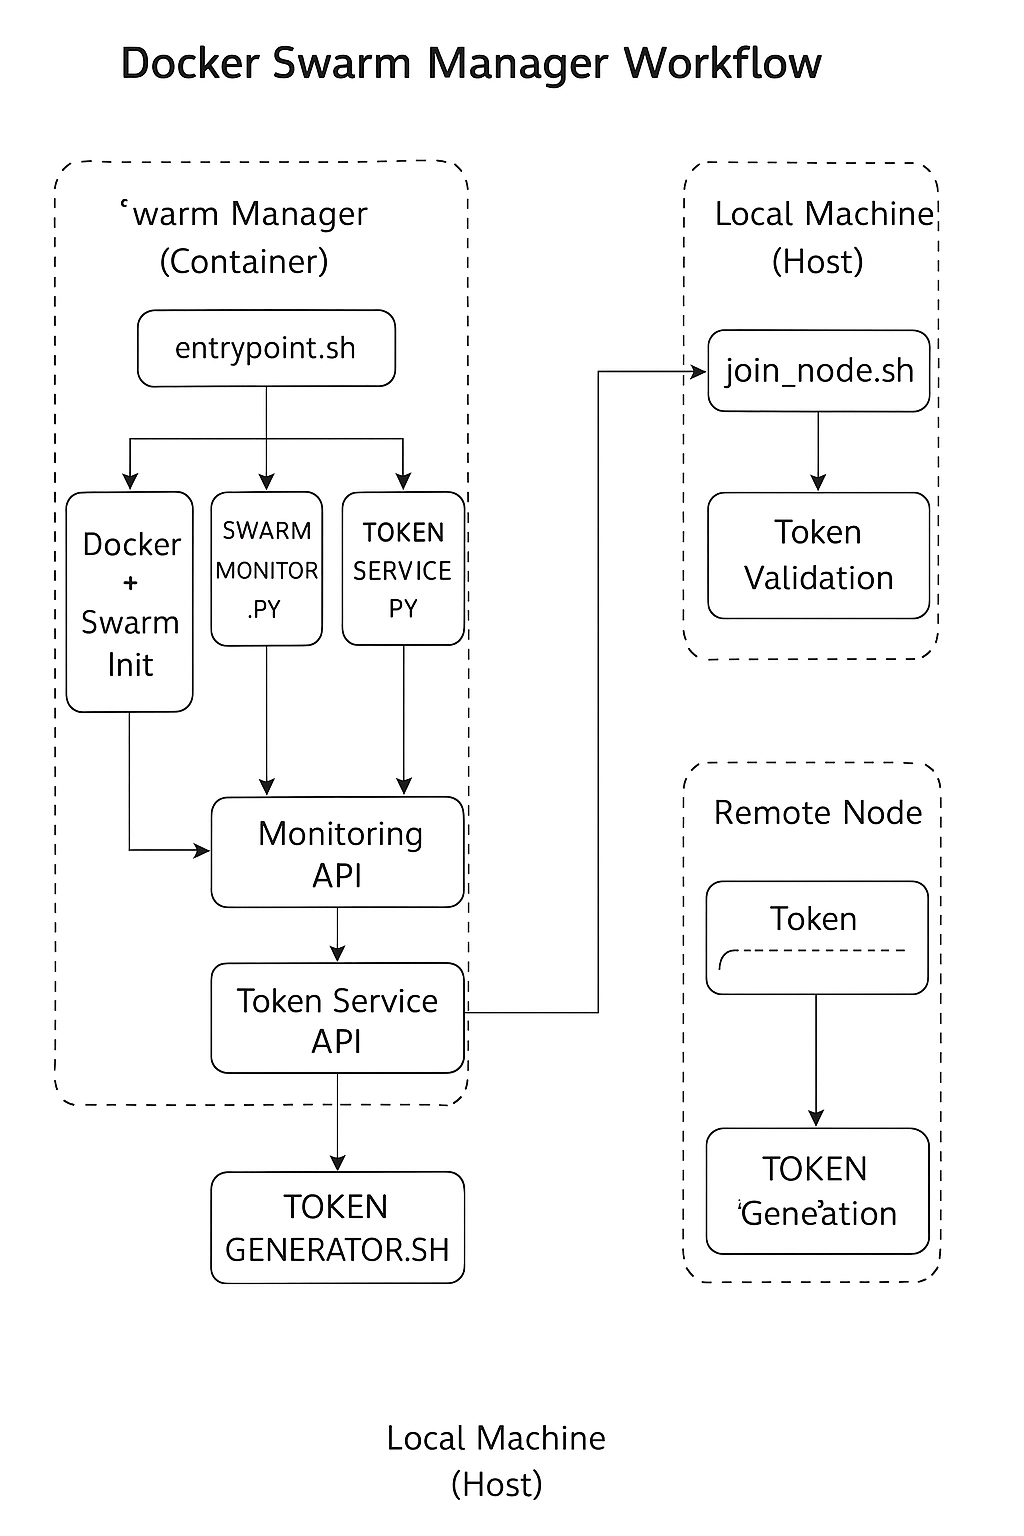 Docker Swarm Manager Workflow
warm Manager
(Container)
entrypoint.sh
Docker
+
Swarm
Init
SWARM
MONITOR
.PY
TOKEN
SERVICE
PY
Monitoring
API
Token Service
API
TOKEN
GENERATOR.SH
Local Machine
(Host)
join_node.sh
Token
Validation
Remote Node
Token
TOKEN
Local Machine
(Host)